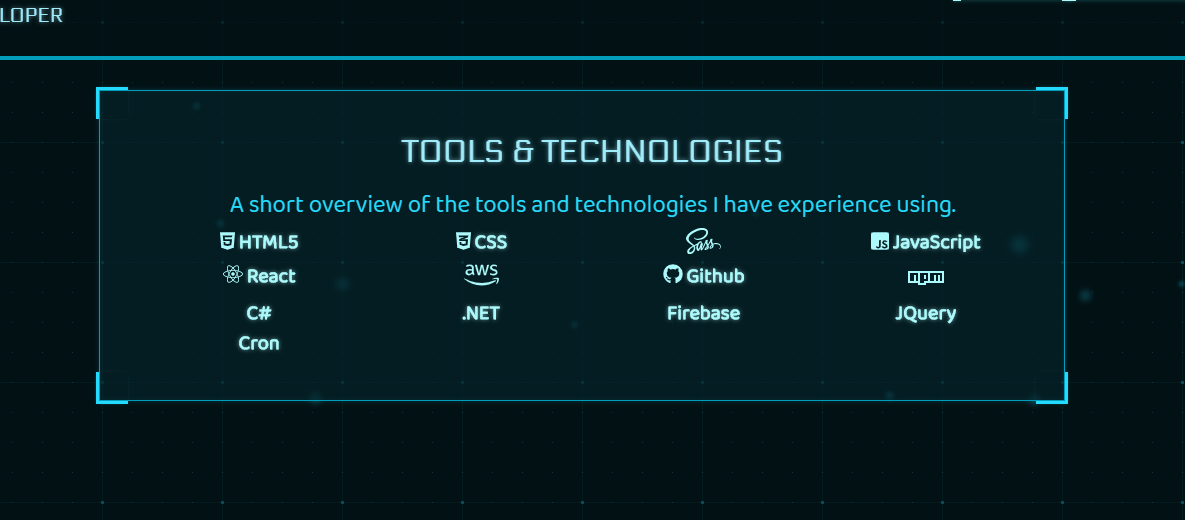 LOPER
TOOLS & TECHNOLOGIES
A short overview of the tools and technologies I have experience using.
HTML5 CSS Sass JavaScript
React aws Github npm
C# .NET Firebase JQuery
Cron